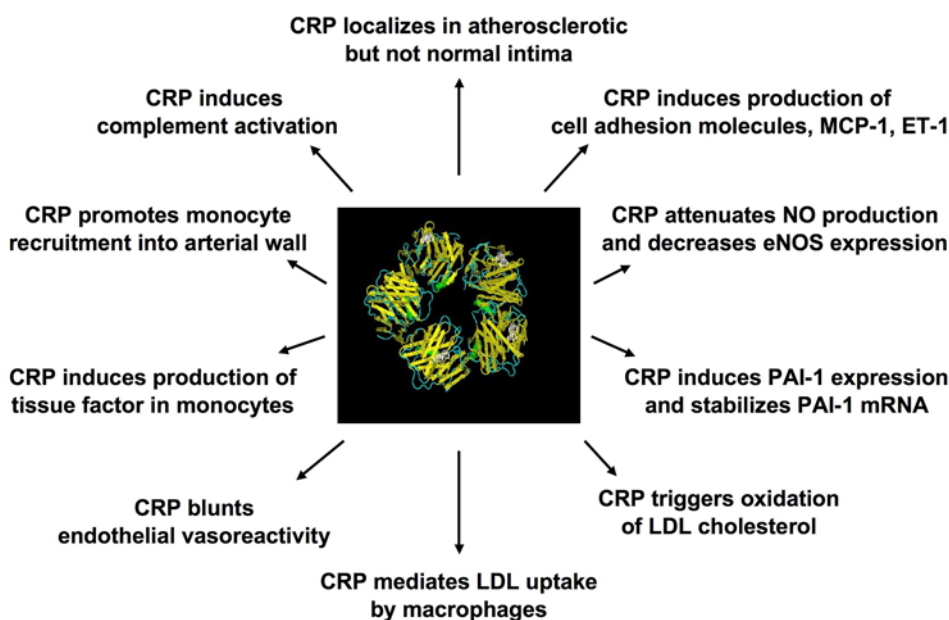 CRP localizes in atherosclerotic
but not normal intima
CRP induces
complement activation
CRP induces production of
cell adhesion molecules, MCP-1, ET-1
CRP promotes monocyte
recruitment into arterial wall
CRP attenuates NO production
and decreases eNOS expression
CRP induces production of
tissue factor in monocytes
CRP induces PAI-1 expression
and stabilizes PAI-1 mRNA
CRP blunts
endothelial vasoreactivity
CRP triggers oxidation
of LDL cholesterol
CRP mediates LDL uptake
by macrophages